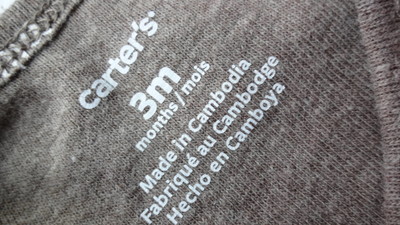 carter's
3m
months/mois
Made in Cambodia
Fabriqué au Cambodge
Hecho en Camboya